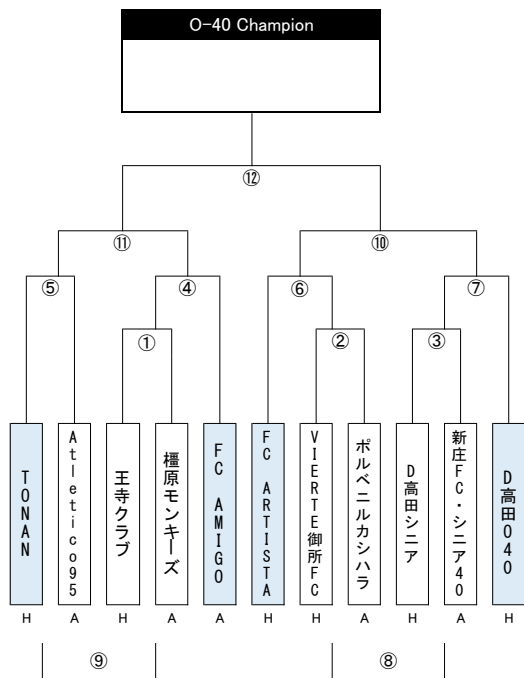 O-40 Champion
⑫
⑪
⑩
⑤
④
⑥
⑦
①
②
③
TONAN
Atletico95
王寺クラブ
橿原モンキーズ
FC AMIGO
FC ARTISTA
VIERTE御所FC
ポルベニルカシハラ
D高田シニア
新庄FC・シニア40
D高田O40
H
A
H
A
A
H
H
A
H
A
H
⑨
⑧